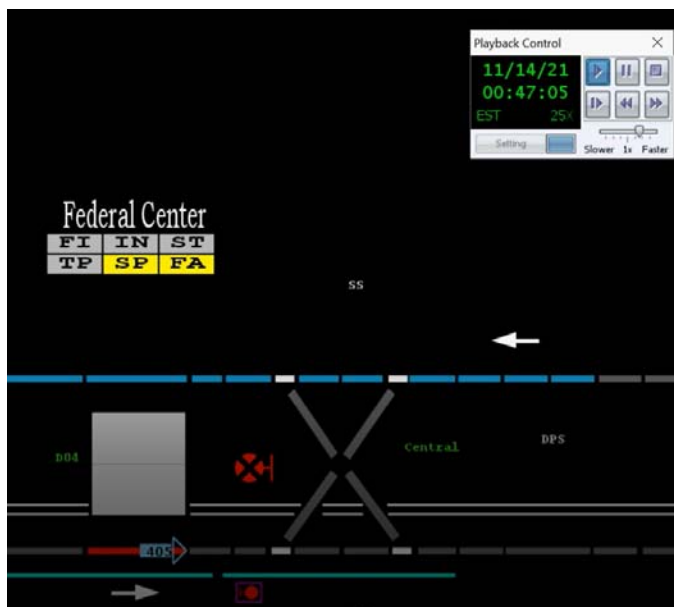 Playback Control
11/14/21
00:47:05
EST 25x
Setting
Slower 1x Faster
Federal Center
FI IN ST
TP SP FA
SS
D04
Central
DPS
405